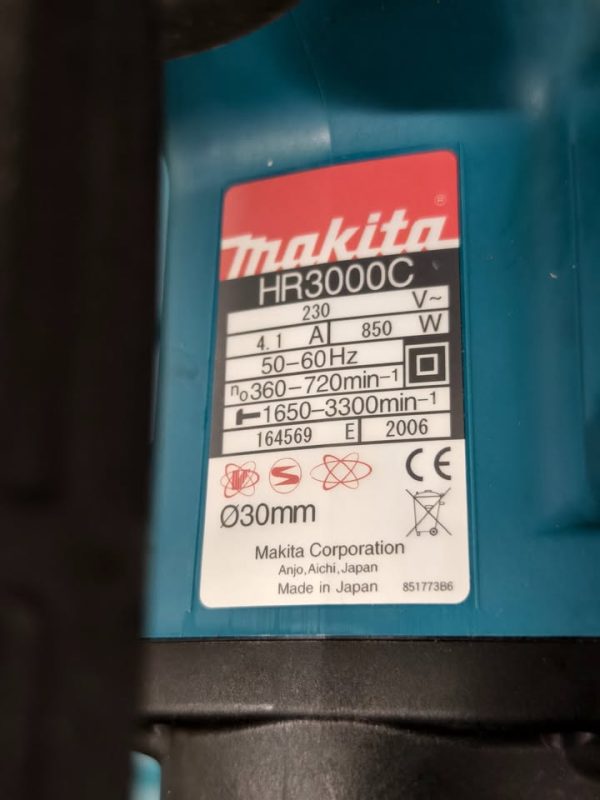 makita®
HR3000C
230 V~
4.1 A 850 W
50-60Hz
n₀360-720min⁻¹
1650-3300min⁻¹
164569 E 2006
CE
Ø30mm
Makita Corporation
Anjo, Aichi, Japan
Made in Japan 851773B6